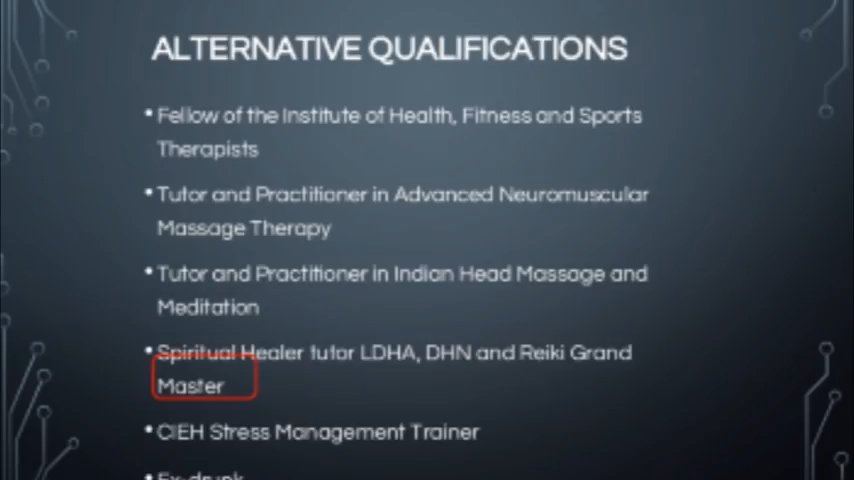 ALTERNATIVE QUALIFICATIONS
• Fellow of the Institute of Health, Fitness and Sports
Therapists
• Tutor and Practitioner in Advanced Neuromuscular
Massage Therapy
• Tutor and Practitioner in Indian Head Massage and
Meditation
• Spiritual Healer tutor LDHA, DHN and Reiki Grand
Master
• CIEH Stress Management Trainer
• Ex-drunk